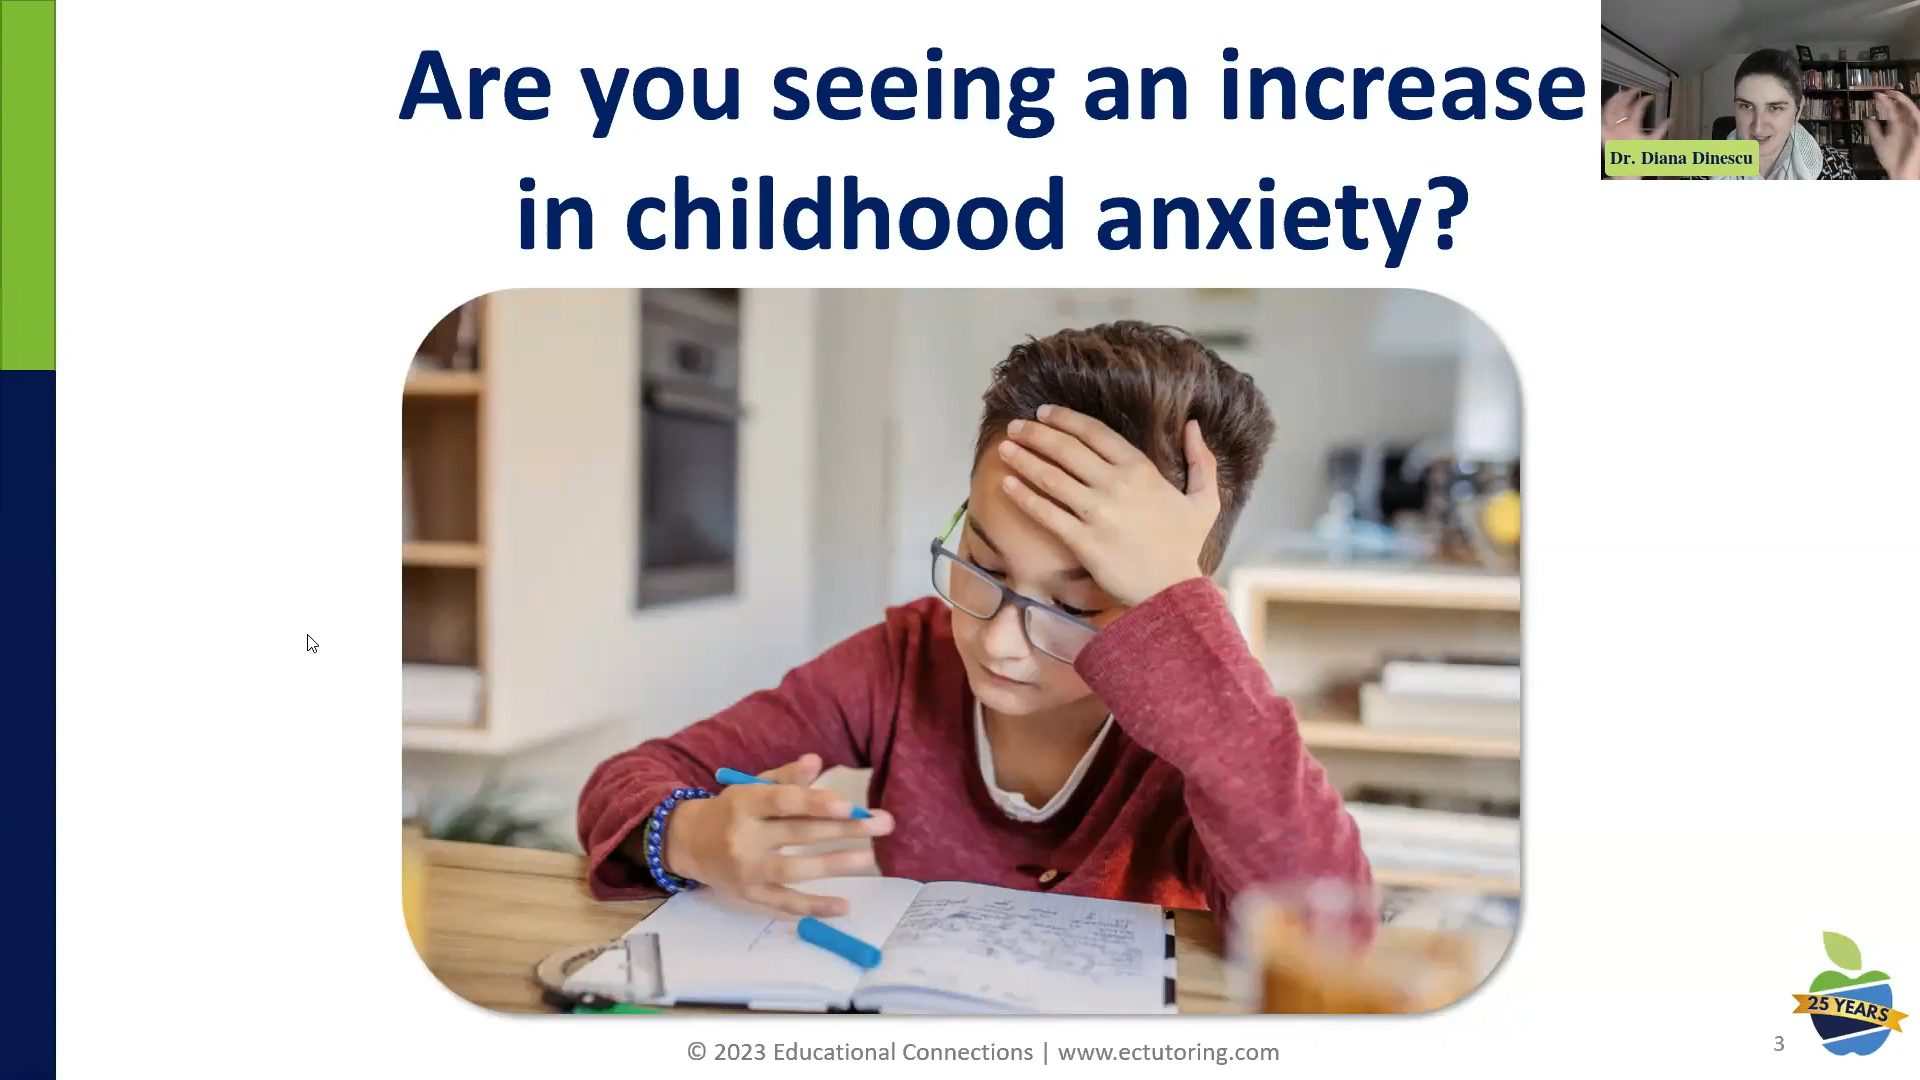 Are you seeing an increase
in childhood anxiety?
Dr. Diana Dinescu
25 YEARS
© 2023 Educational Connections | www.ectutoring.com
3